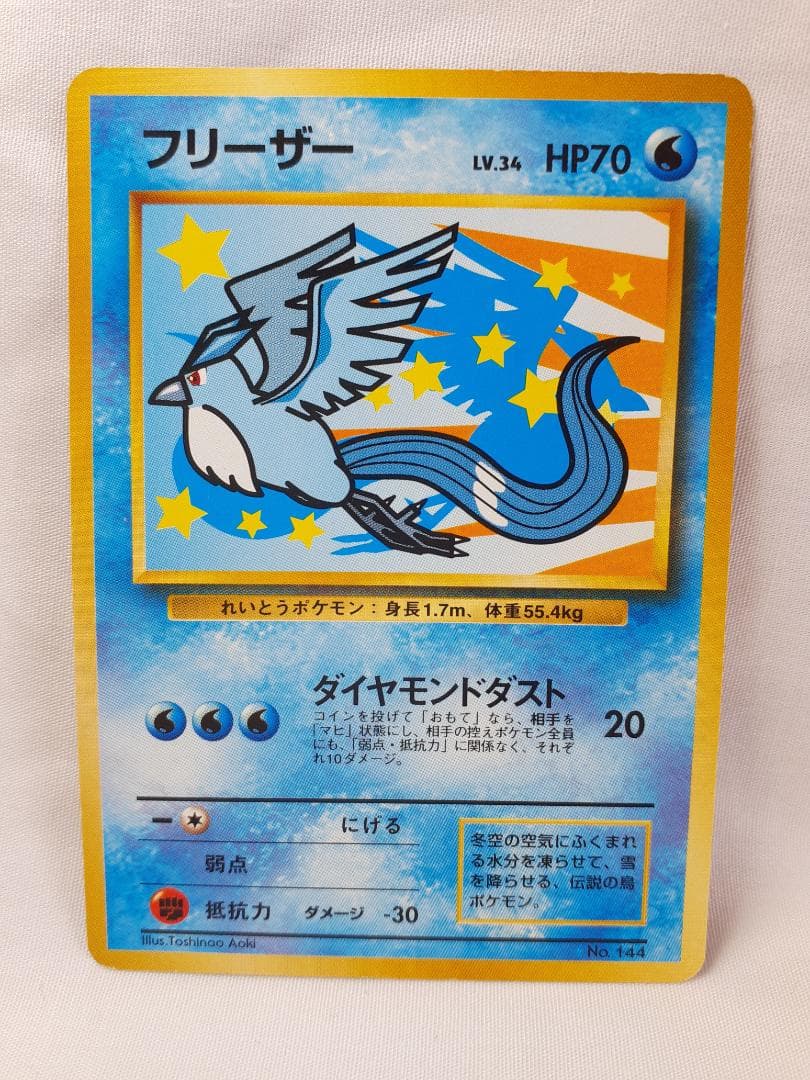 フリーザー LV.34 HP70
れいとうポケモン：身長1.7m、体重55.4kg
ダイヤモンドダスト 20
コインを投げて「おもて」なら、相手を
「マヒ」状態にし、相手の控えポケモン全員
にも、「弱点・抵抗力」に関係なく、それぞ
れ10ダメージ。
にげる
弱点
抵抗力 ダメージ -30
冬空の空気にふくまれ
る水分を凍らせて、雪
を降らせる、伝説の鳥
ポケモン。
Illus.Toshinao Aoki
No. 144